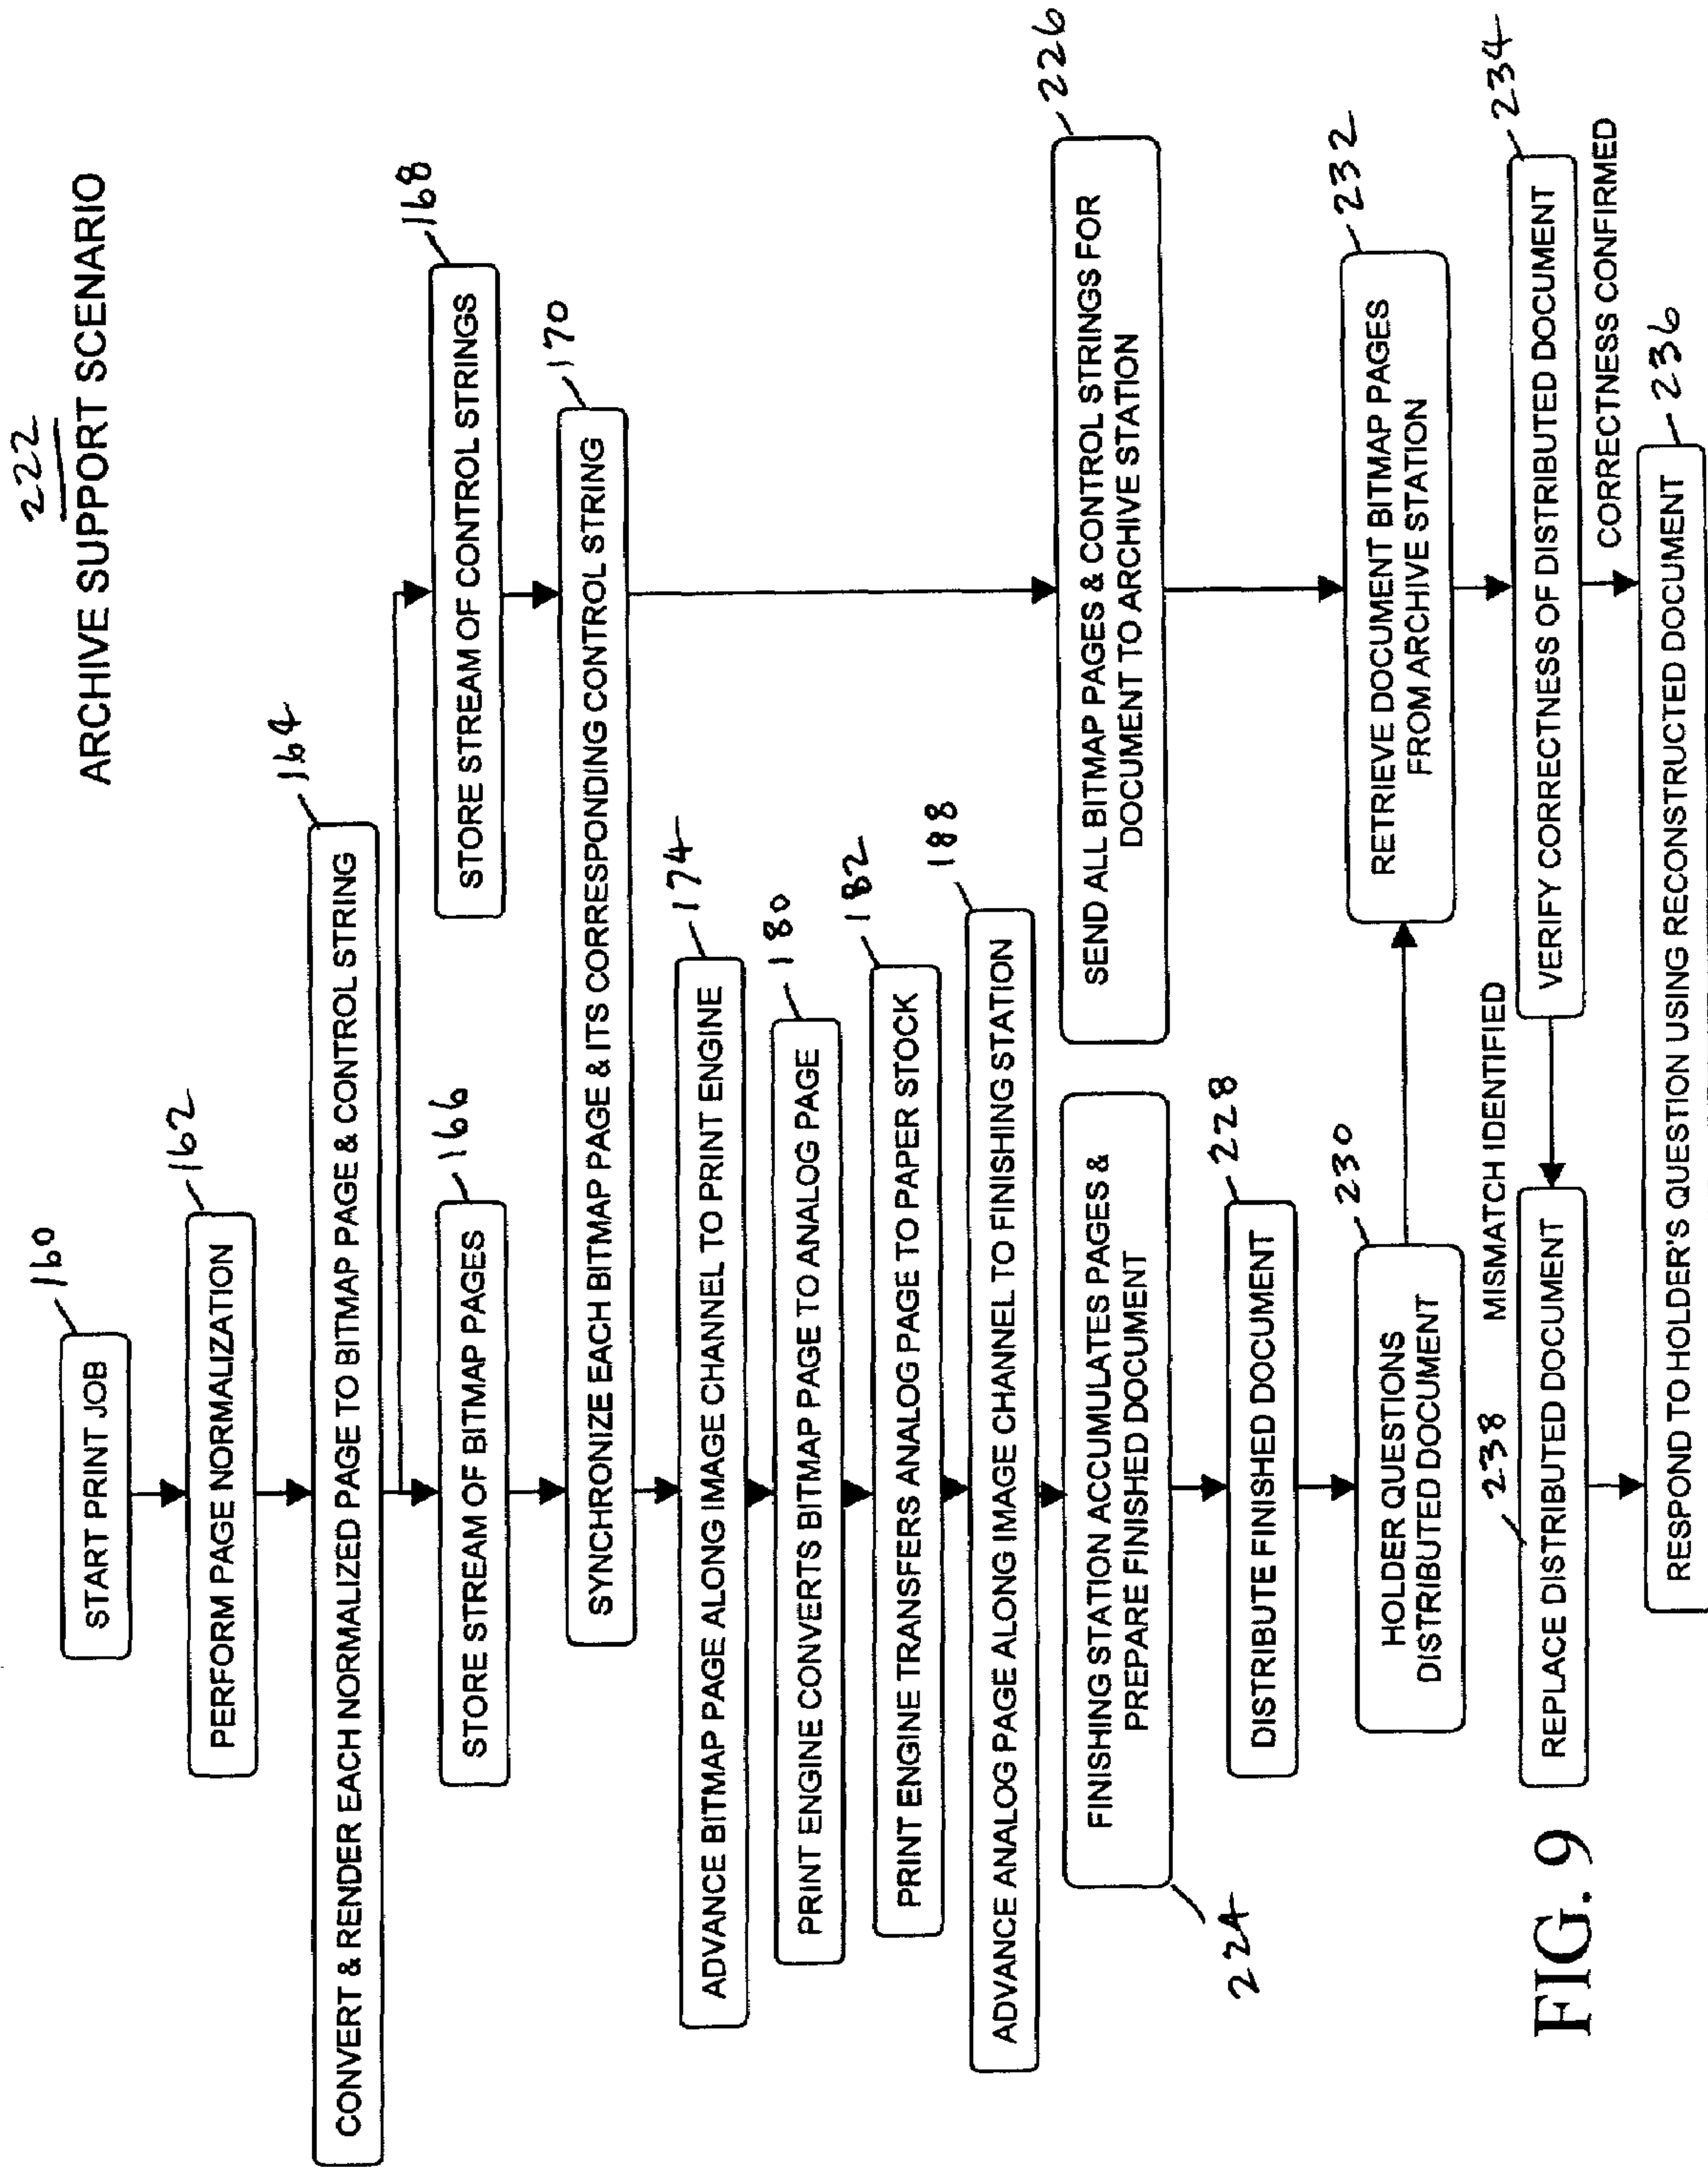 222
ARCHIVE SUPPORT SCENARIO
160
START PRINT JOB
162
PERFORM PAGE NORMALIZATION
164
CONVERT & RENDER EACH NORMALIZED PAGE TO BITMAP PAGE & CONTROL STRING
166
STORE STREAM OF BITMAP PAGES
168
STORE STREAM OF CONTROL STRINGS
170
SYNCHRONIZE EACH BITMAP PAGE & ITS CORRESPONDING CONTROL STRING
174
ADVANCE BITMAP PAGE ALONG IMAGE CHANNEL TO PRINT ENGINE
180
PRINT ENGINE CONVERTS BITMAP PAGE TO ANALOG PAGE
182
PRINT ENGINE TRANSFERS ANALOG PAGE TO PAPER STOCK
188
ADVANCE ANALOG PAGE ALONG IMAGE CHANNEL TO FINISHING STATION
224
FINISHING STATION ACCUMULATES PAGES &
PREPARE FINISHED DOCUMENT
226
SEND ALL BITMAP PAGES & CONTROL STRINGS FOR
DOCUMENT TO ARCHIVE STATION
228
DISTRIBUTE FINISHED DOCUMENT
230
HOLDER QUESTIONS
DISTRIBUTED DOCUMENT
232
RETRIEVE DOCUMENT BITMAP PAGES
FROM ARCHIVE STATION
234
VERIFY CORRECTNESS OF DISTRIBUTED DOCUMENT
MISMATCH IDENTIFIED
238
REPLACE DISTRIBUTED DOCUMENT
CORRECTNESS CONFIRMED
236
RESPOND TO HOLDER'S QUESTION USING RECONSTRUCTED DOCUMENT
FIG. 9